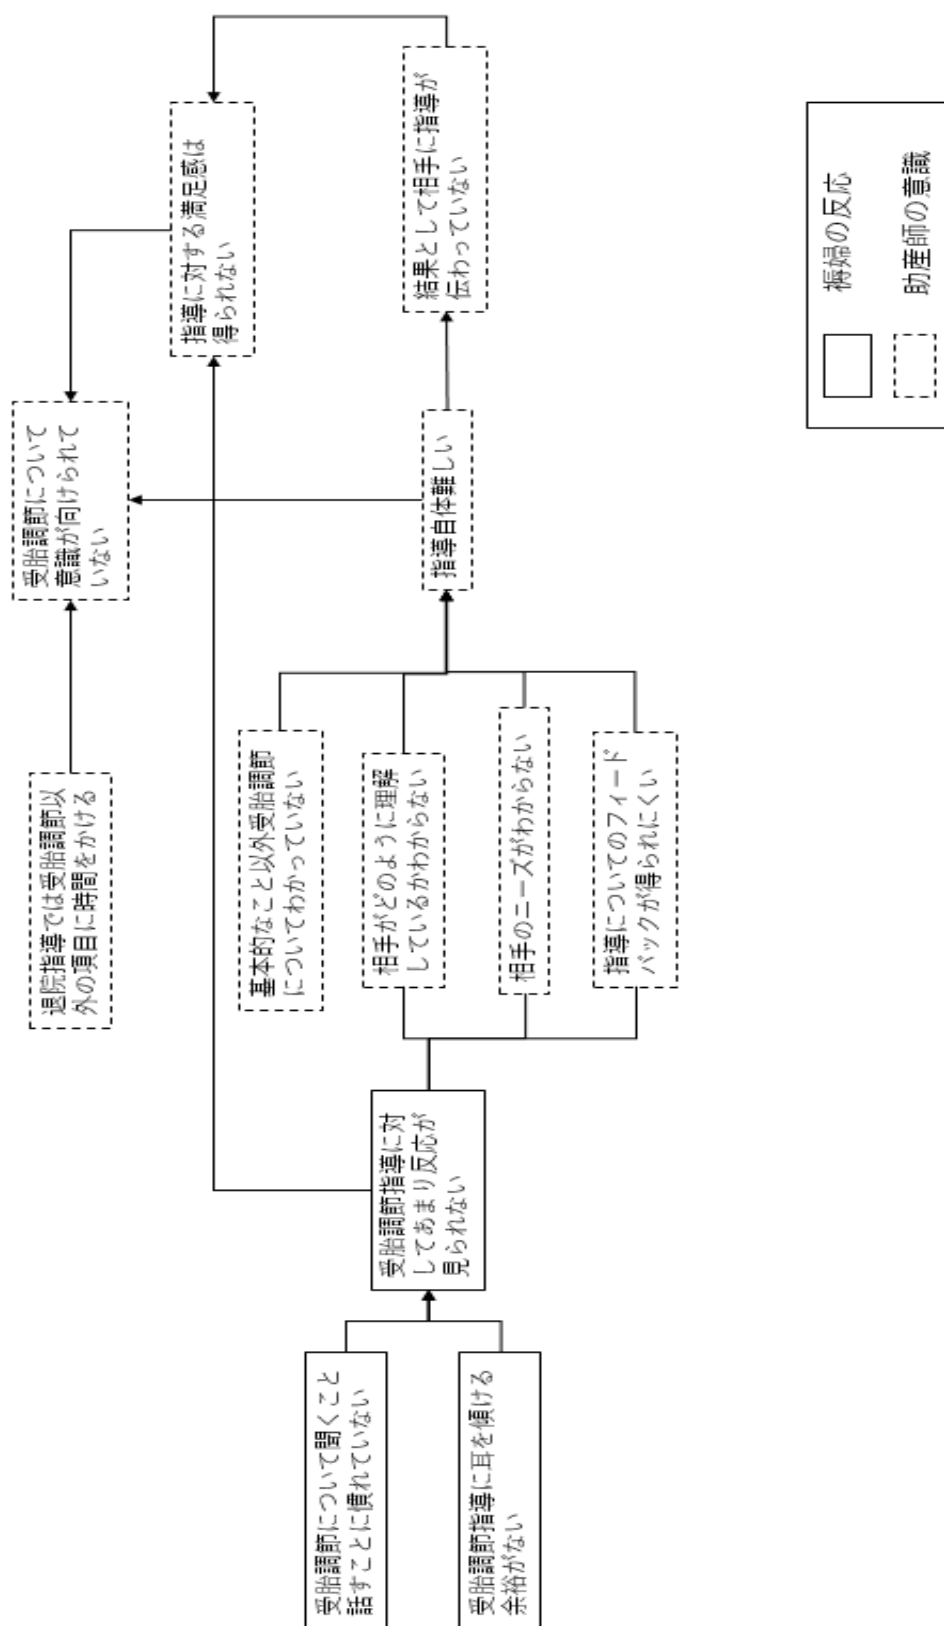 受胎調節について
意識が向けられて
いない
指導に対する満足感は
得られない
退院指導では受胎調節以
外の項目に時間をかける
結果として相手に指導が
伝わっていない
指導自体難しい
基本的なこと以外受胎調節
についてわかっていない
相手がどのように理解
しているかわからない
相手のニーズがわからない
指導についてのフィード
バックが得られにくい
受胎調節指導に対
してあまり反応が
見られない
受胎調節について聞くこと
話すことに慣れていない
受胎調節指導に耳を傾ける
余裕がない
褥婦の反応
助産師の意識